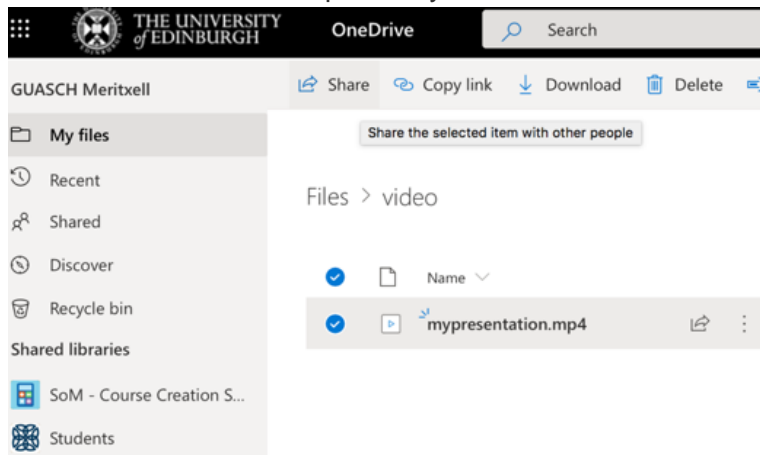 THE UNIVERSITY
of EDINBURGH
OneDrive
Search
GUASCH Meritxell
Share
Copy link
Download
Delete
My files
Share the selected item with other people
Recent
Files > video
Shared
Discover
Name
Recycle bin
mypresentation.mp4
Shared libraries
SoM - Course Creation S...
Students